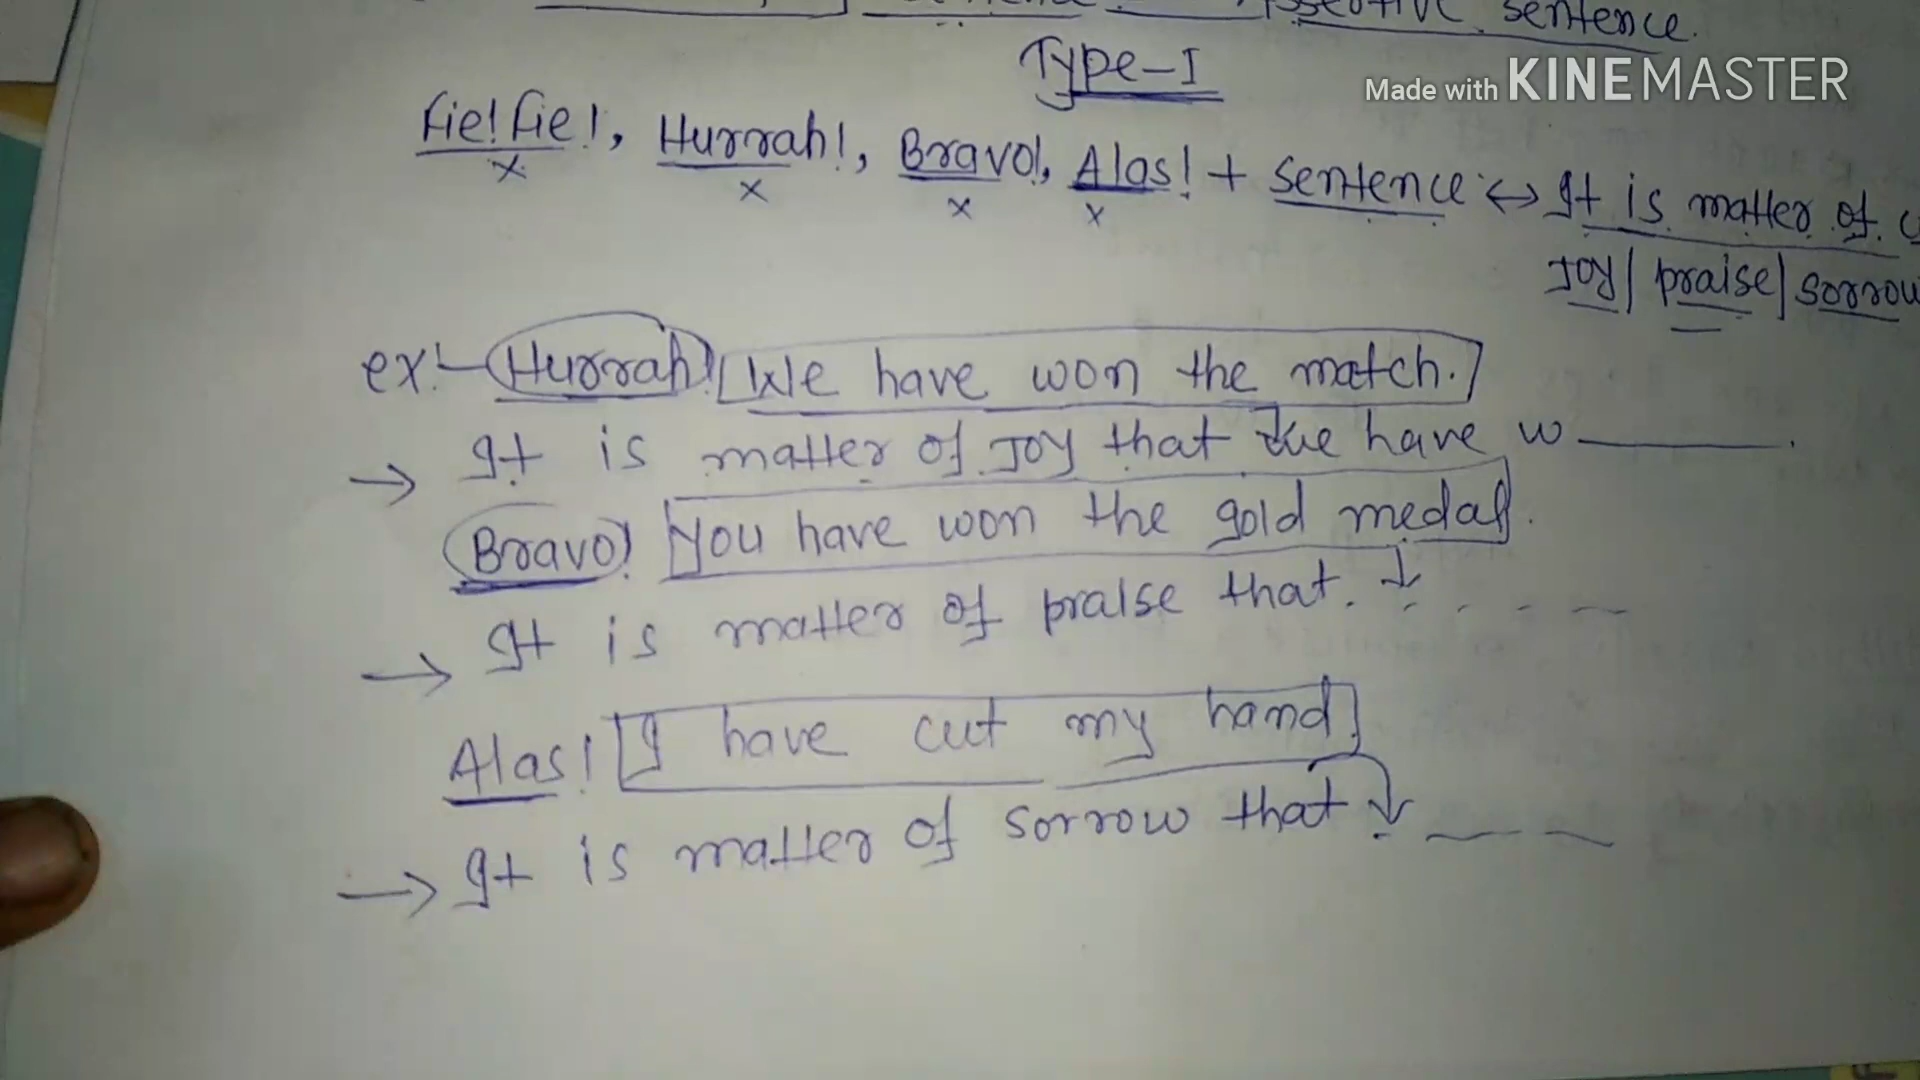 sentence.
Type-I
Made with KINEMASTER
Fie! Fie!, Hurrah!, Bravo!, Alas! + sentence ↔ It is matter of
x x x x
Joy | praise | sorrow
ex:- Hurrah! We have won the match.
→ It is matter of Joy that we have w ______.
Bravo! You have won the gold medal.
→ It is matter of praise that. ↓ - - - -
Alas! I have cut my hand.
→ It is matter of sorrow that ↓ - - -